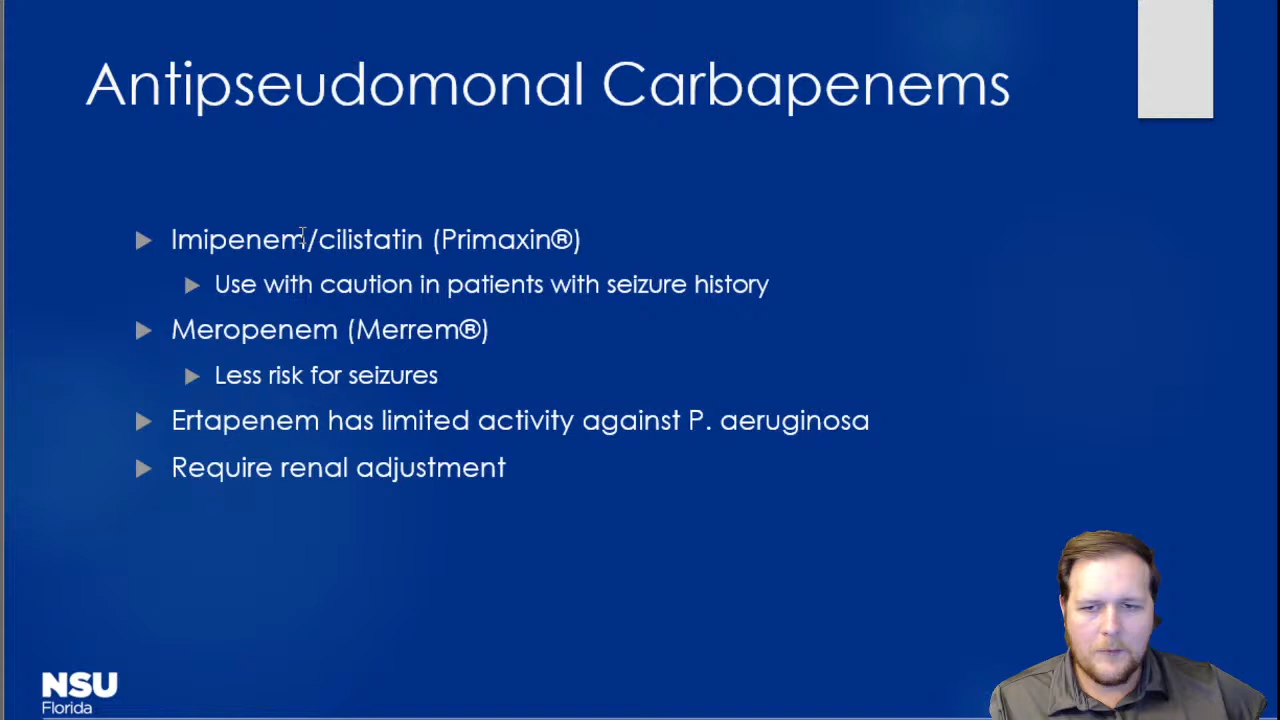 Antipseudomonal Carbapenems
Imipenem/cilistatin (Primaxin®)
Use with caution in patients with seizure history
Meropenem (Merrem®)
Less risk for seizures
Ertapenem has limited activity against P. aeruginosa
Require renal adjustment
NSU
Florida